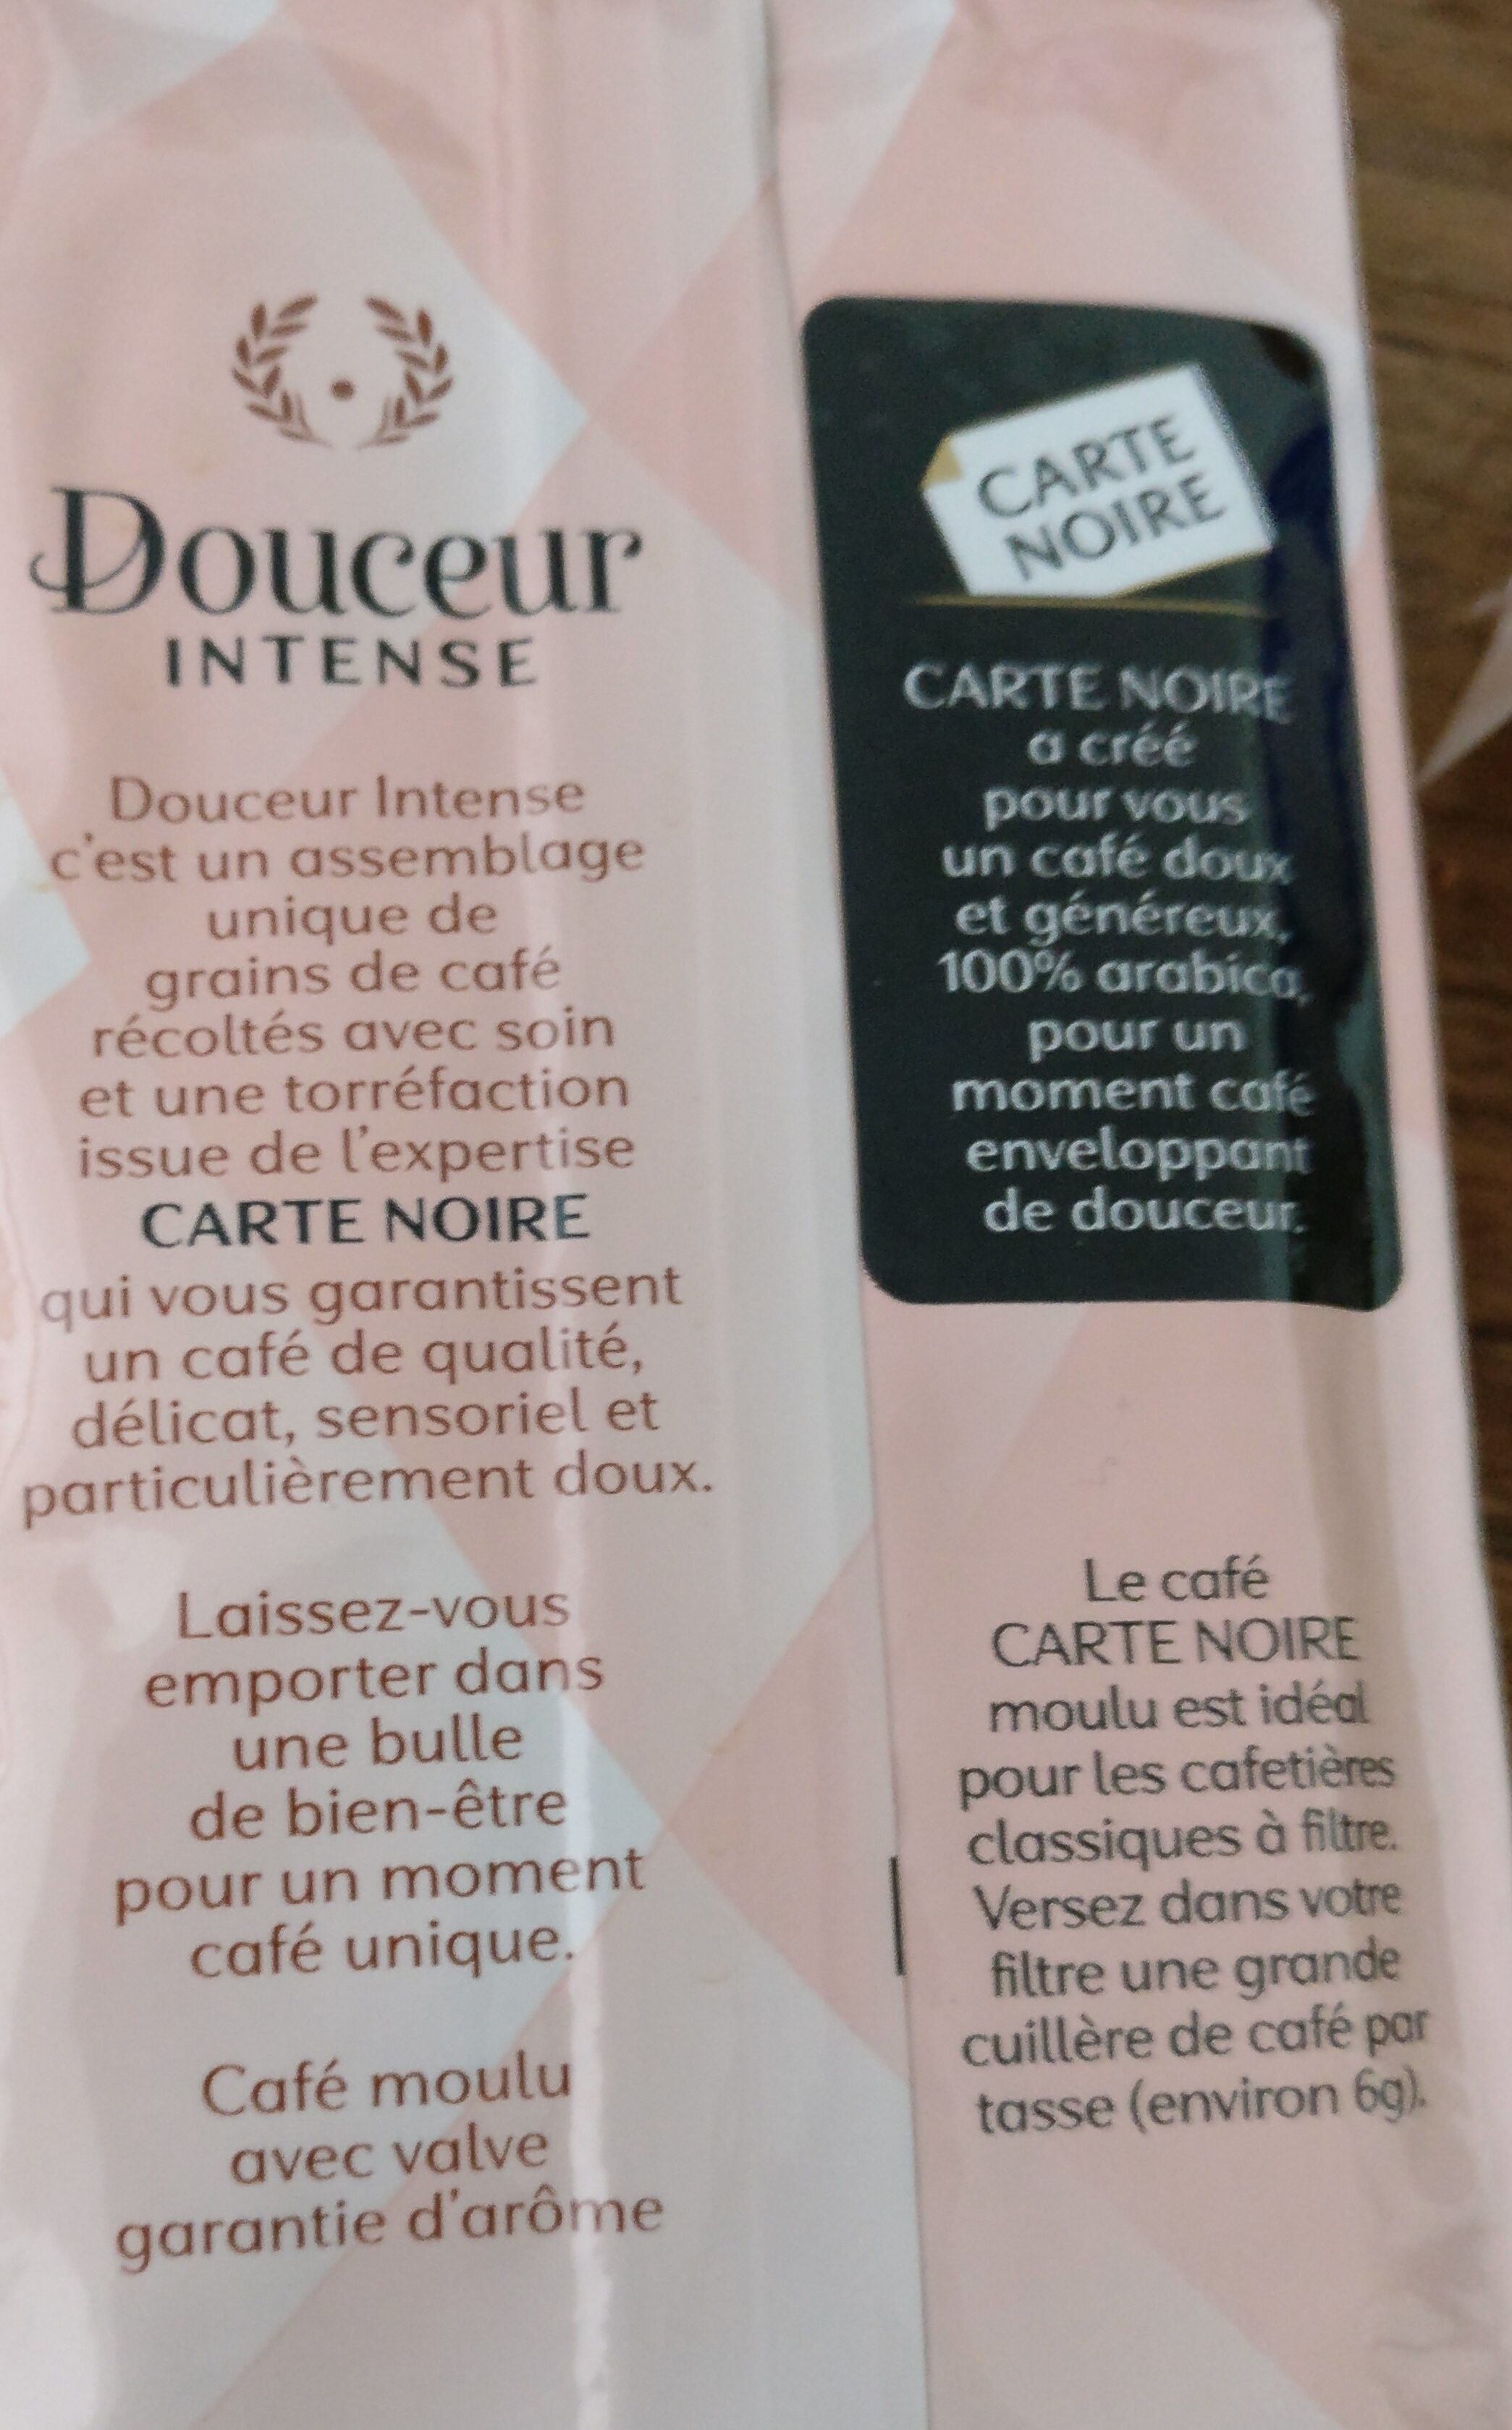 Douceur
INTENSE
Douceur Intense
c'est un assemblage
unique de
grains de café
récoltés avec soin
et une torréfaction
issue de l'expertise
CARTE NOIRE
qui vous garantissent
un café de qualité,
délicat, sensoriel et
particulièrement doux.
Laissez-vous
emporter dans
une bulle
de bien-être
pour un moment
café unique.
Café moulu
avec valve
garantie d'arôme
CARTE
NOIRE
CARTE NOIRE
a créé
pour vous
un café doux
et généreux,
100% arabica,
pour un
moment café
enveloppant
de douceur.
Le café
CARTE NOIRE
moulu est idéal
pour les cafetières
classiques à filtre.
Versez dans votre
filtre une grande
cuillère de café par
tasse (environ 6g).